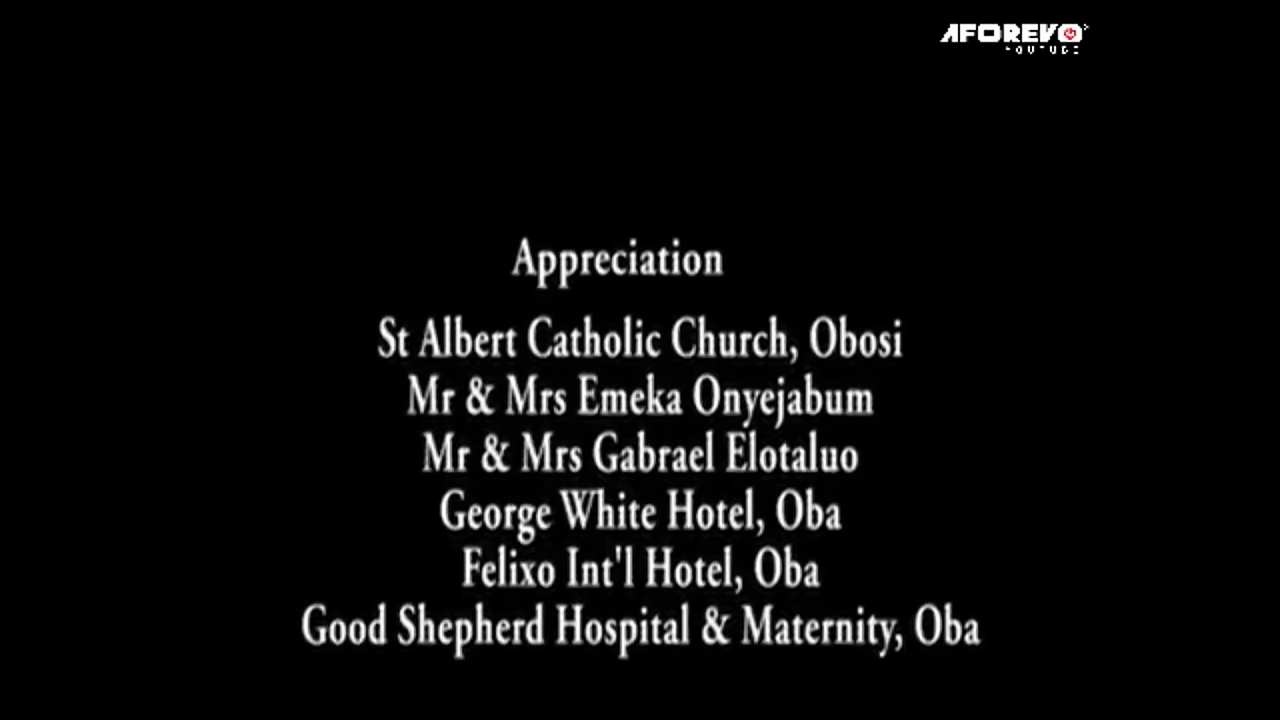 AFOREVO
YOUTUBE
Appreciation
St Albert Catholic Church, Obosi
Mr & Mrs Emeka Onyejabum
Mr & Mrs Gabrael Elotaluo
George White Hotel, Oba
Felixo Int'l Hotel, Oba
Good Shepherd Hospital & Maternity, Oba